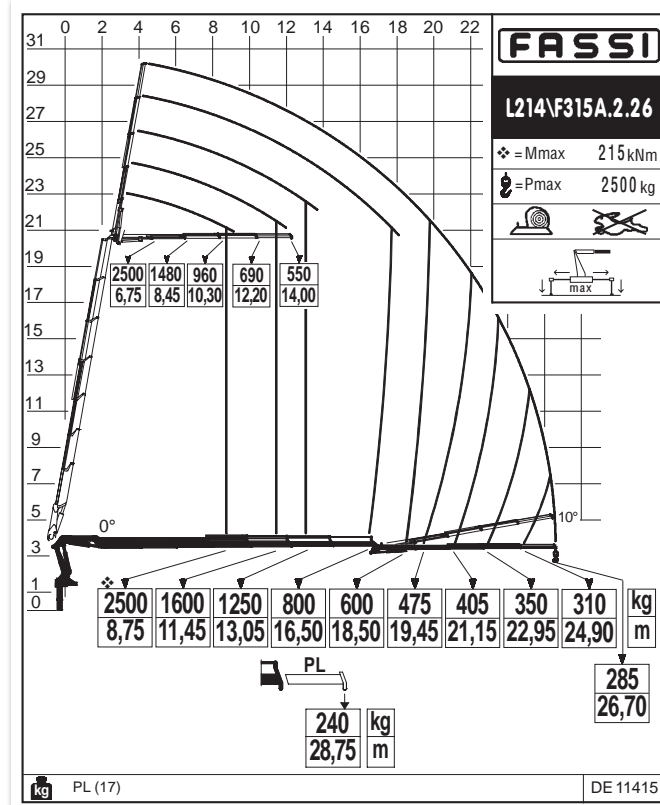 0 2 4 6 8 10 12 14 16 18 20 22
31
29
27
25
23
21
19
17
15
13
11
9
7
5
3
1
0
FASSI
L214\F315A.2.26
❖ = Mmax 215 kNm
=Pmax 2500 kg
max
2500 1480 960 690 550
6,75 8,45 10,30 12,20 14,00
0°
10°
❖
2500 1600 1250 800 600 475 405 350 310 kg
8,75 11,45 13,05 16,50 18,50 19,45 21,15 22,95 24,90 m
285
26,70
PL
240 kg
28,75 m
kg PL (17) DE 11415